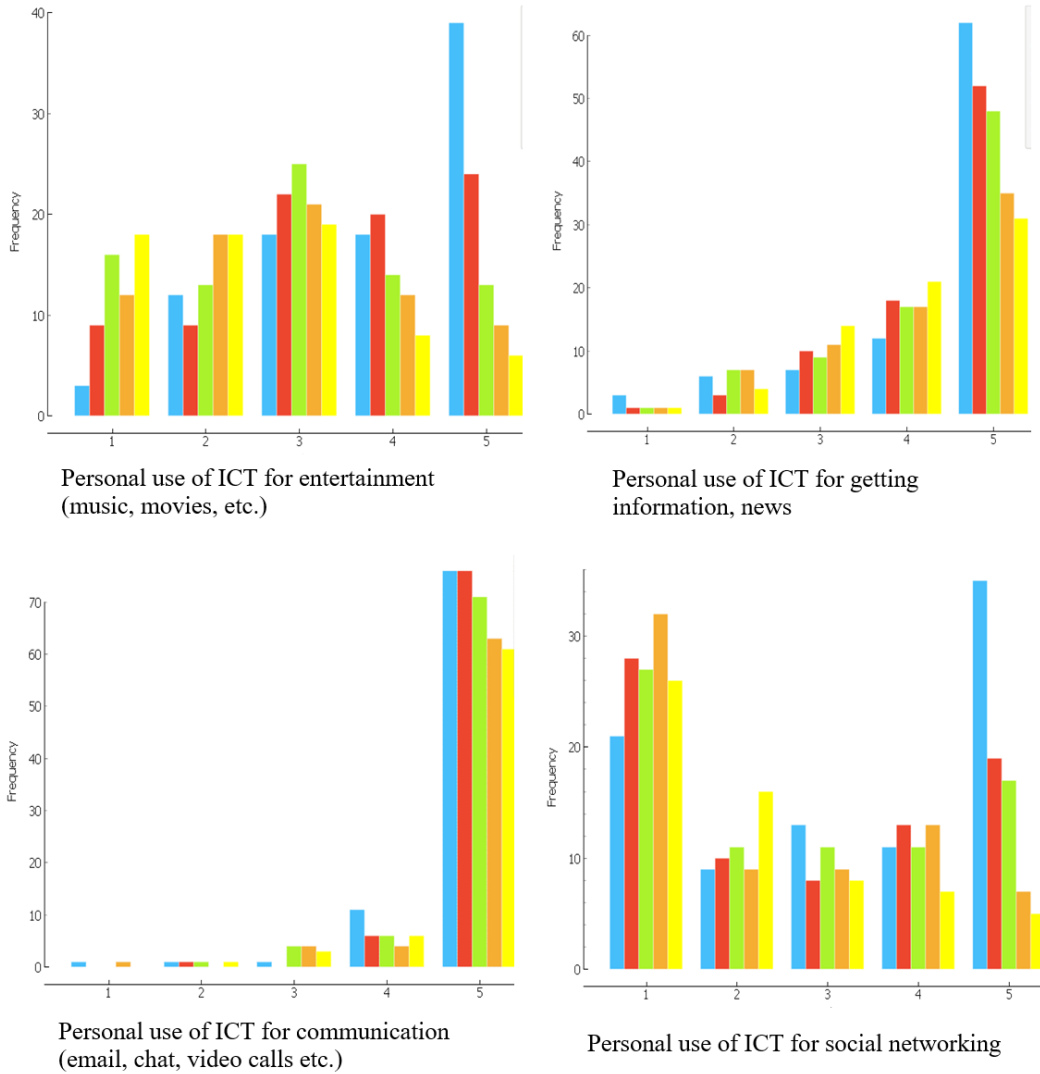 40
30
20
10
0
Frequency
1 2 3 4 5
Personal use of ICT for entertainment
(music, movies, etc.)
60
50
40
30
20
10
0
Frequency
1 2 3 4 5
Personal use of ICT for getting
information, news
70
60
50
40
30
20
10
0
Frequency
1 2 3 4 5
Personal use of ICT for communication
(email, chat, video calls etc.)
30
20
10
0
Frequency
1 2 3 4 5
Personal use of ICT for social networking